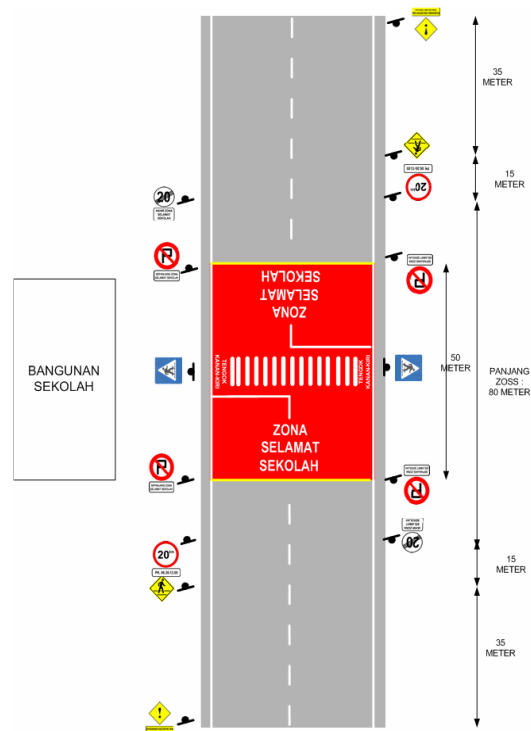 35
METER
15
METER
20
20
BANGUNAN
SEKOLAH
ZONA
SELAMAT
SEKOLAH
TENGOK
KANAN-KIRI
TENGOK
KANAN-KIRI
50
METER
PANJANG
ZOSS :
80 METER
ZONA
SELAMAT
SEKOLAH
20
20
15
METER
35
METER